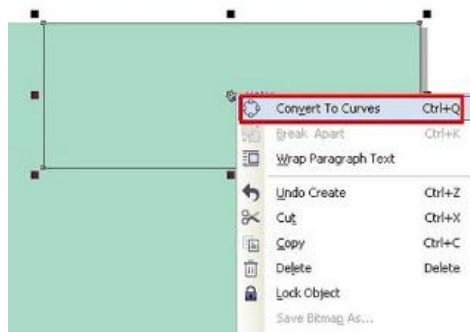 Convert To Curves Ctrl+Q
Break Apart Ctrl+K
Wrap Paragraph Text
Undo Create Ctrl+Z
Cut Ctrl+X
Copy Ctrl+C
Delete Delete
Lock Object
Save Bitmap As...